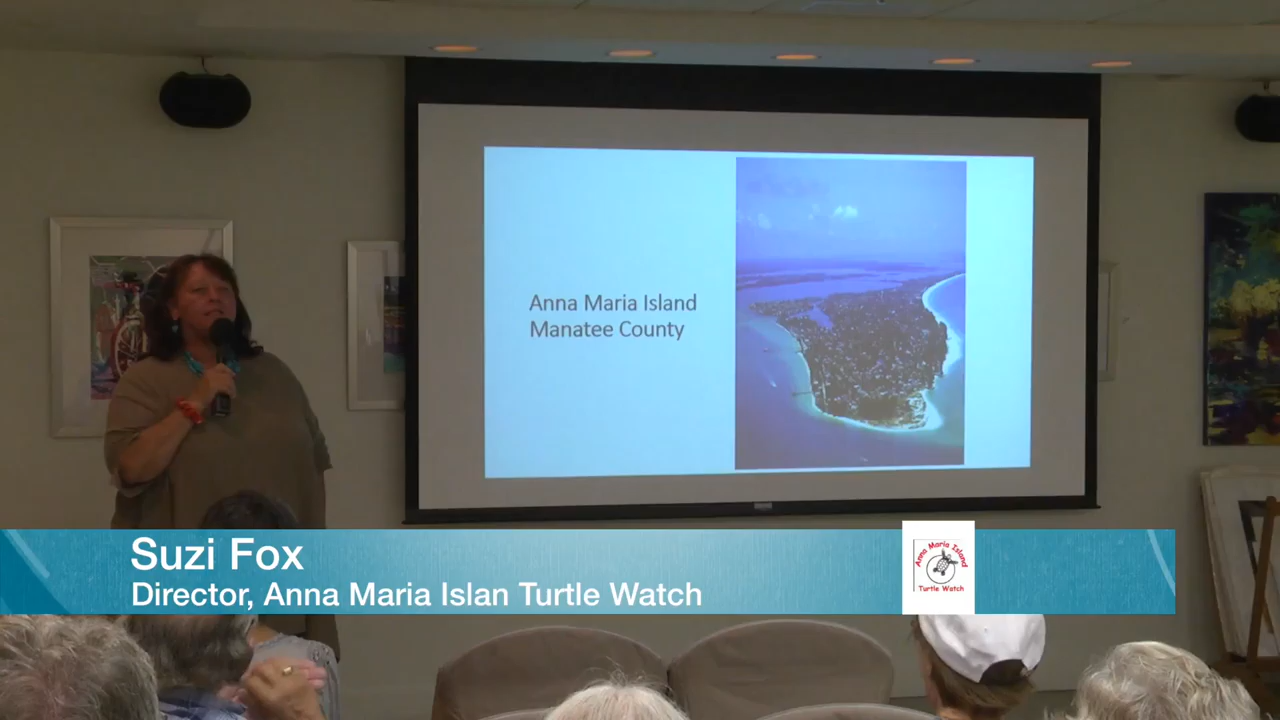 Anna Maria Island
Manatee County
Suzi Fox
Director, Anna Maria Islan Turtle Watch
Anna Maria Island
Turtle Watch